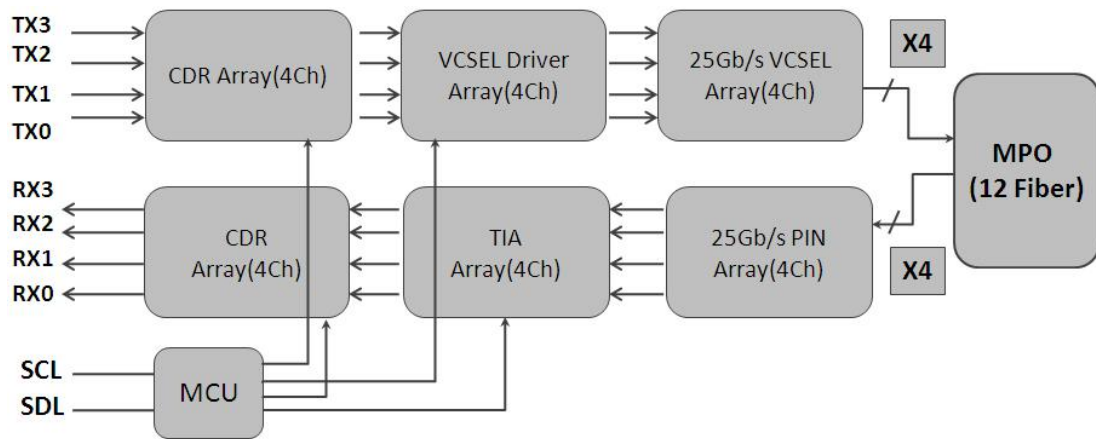 TX3
TX2
TX1
TX0
CDR Array(4Ch)
VCSEL Driver
Array(4Ch)
25Gb/s VCSEL
Array(4Ch)
X4
MPO
(12 Fiber)
RX3
RX2
RX1
RX0
CDR
Array(4Ch)
TIA
Array(4Ch)
25Gb/s PIN
Array(4Ch)
X4
SCL
SDL
MCU